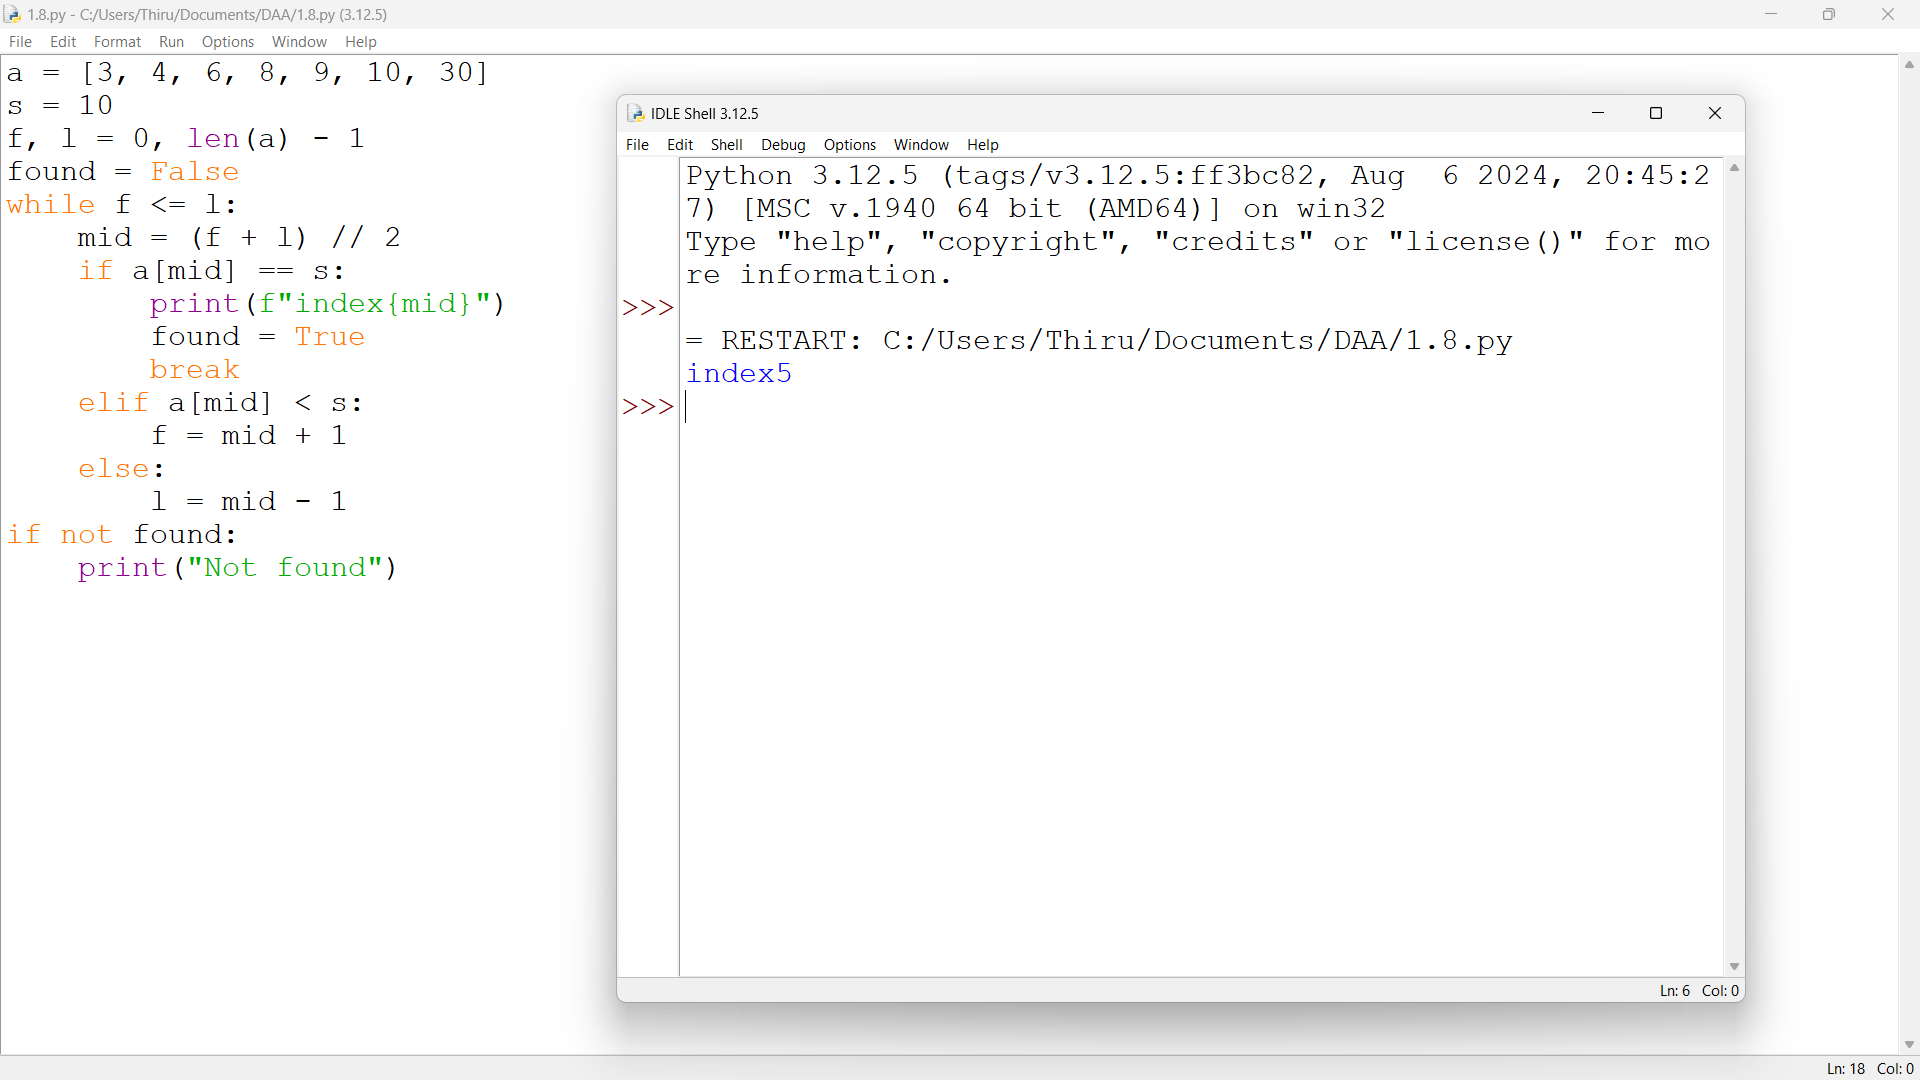 1.8.py - C:/Users/Thiru/Documents/DAA/1.8.py (3.12.5)
File Edit Format Run Options Window Help
a = [3, 4, 6, 8, 9, 10, 30]
s = 10
f, l = 0, len(a) - 1
found = False
while f <= l:
    mid = (f + l) // 2
    if a[mid] == s:
        print(f"index{mid}")
        found = True
        break
    elif a[mid] < s:
        f = mid + 1
    else:
        l = mid - 1
if not found:
    print("Not found")
IDLE Shell 3.12.5
File Edit Shell Debug Options Window Help
Python 3.12.5 (tags/v3.12.5:ff3bc82, Aug  6 2024, 20:45:2
7) [MSC v.1940 64 bit (AMD64)] on win32
Type "help", "copyright", "credits" or "license()" for mo
re information.
>>>
= RESTART: C:/Users/Thiru/Documents/DAA/1.8.py
index5
>>>
Ln: 6 Col: 0
Ln: 18 Col: 0